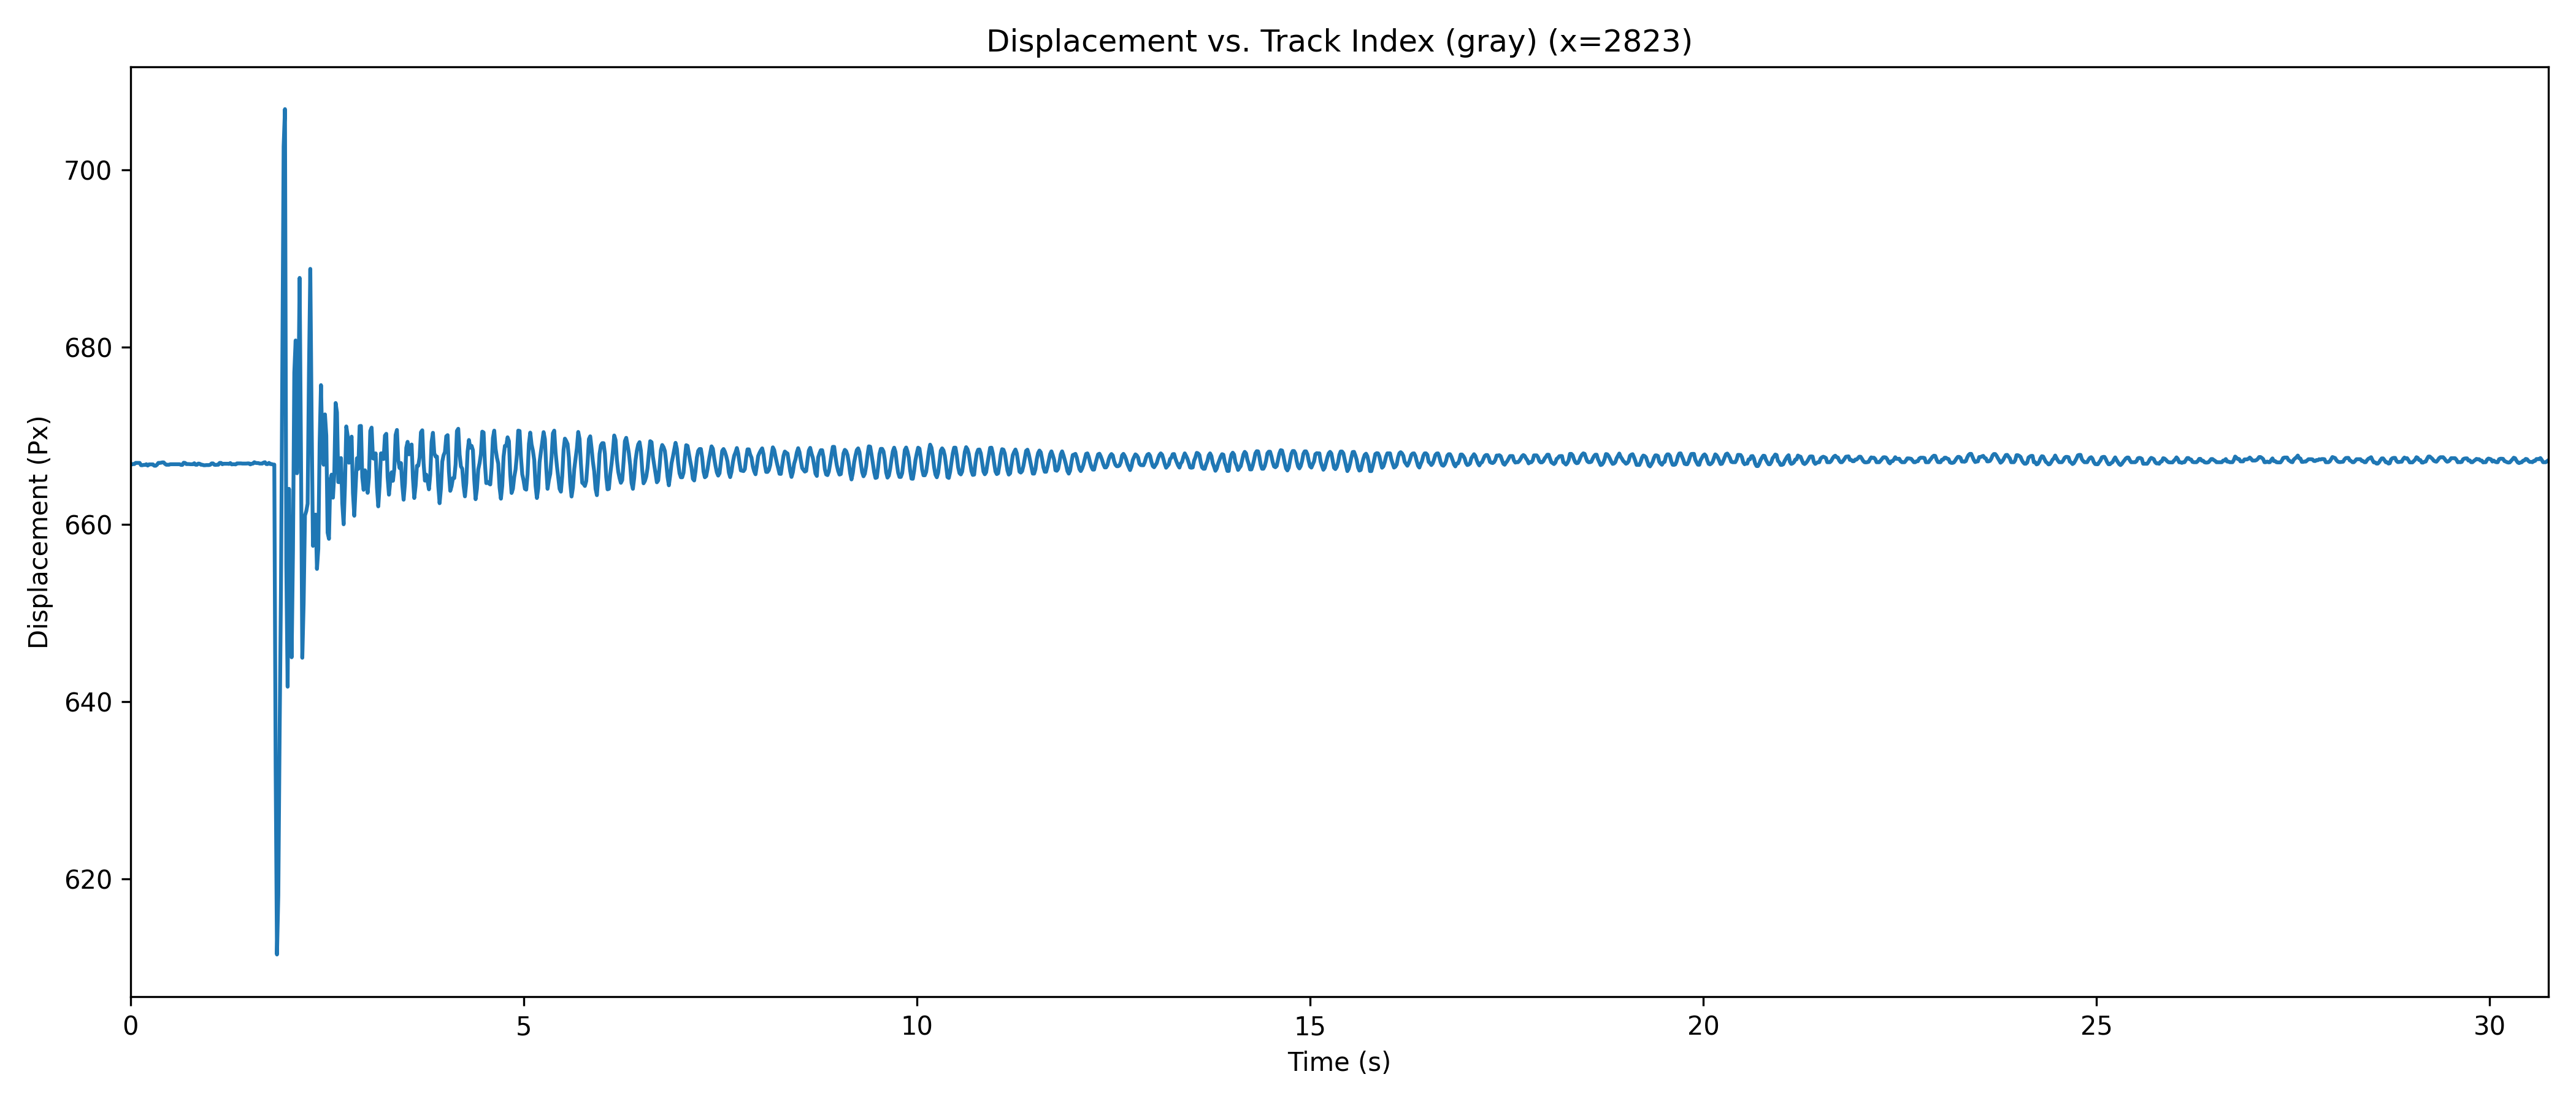 Displacement vs. Track Index (gray) (x=2823)
Displacement (Px)
700
680
660
640
620
0 5 10 15 20 25 30
Time (s)